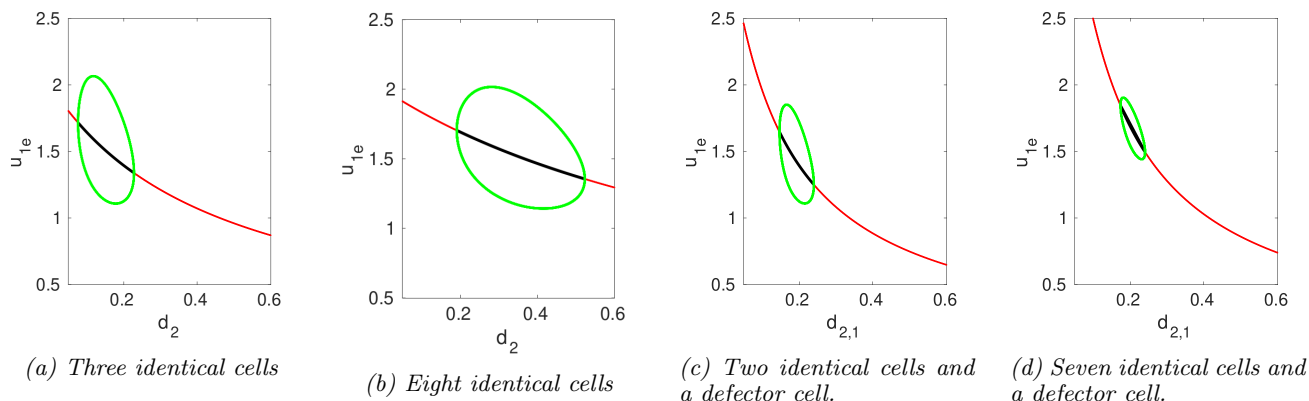 2.5
2
1.5
1
0.5
u1e
0.2
0.4
0.6
d2
(a) Three identical cells
2.5
2
1.5
1
0.5
u1e
0.2
0.4
0.6
d2
(b) Eight identical cells
2.5
2
1.5
1
0.5
u1e
0.2
0.4
0.6
d2,1
(c) Two identical cells and
a defector cell.
2.5
2
1.5
1
0.5
u1e
0.2
0.4
0.6
d2,1
(d) Seven identical cells and
a defector cell.